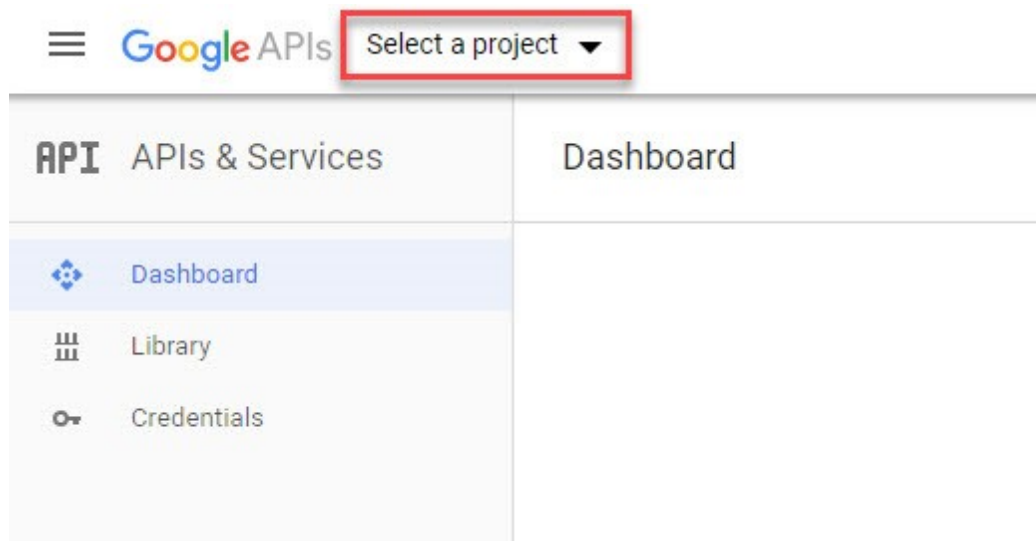 Google APIs Select a project
API APIs & Services Dashboard
Dashboard
Library
Credentials